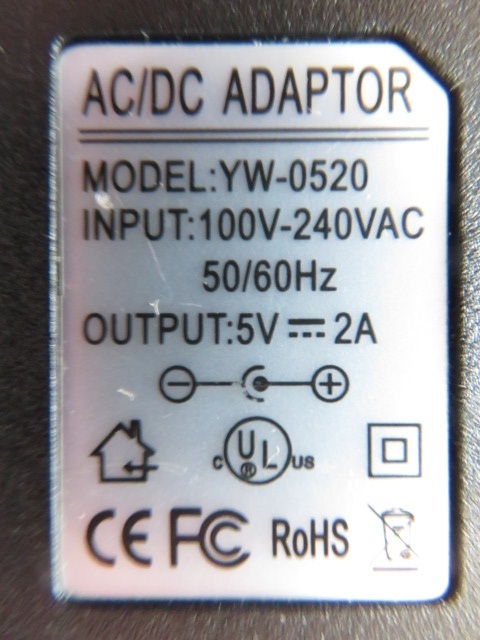 AC/DC ADAPTOR
MODEL:YW-0520
INPUT:100V-240VAC
50/60Hz
OUTPUT:5V ⎓ 2A
c UL ® US
CE FC RoHS